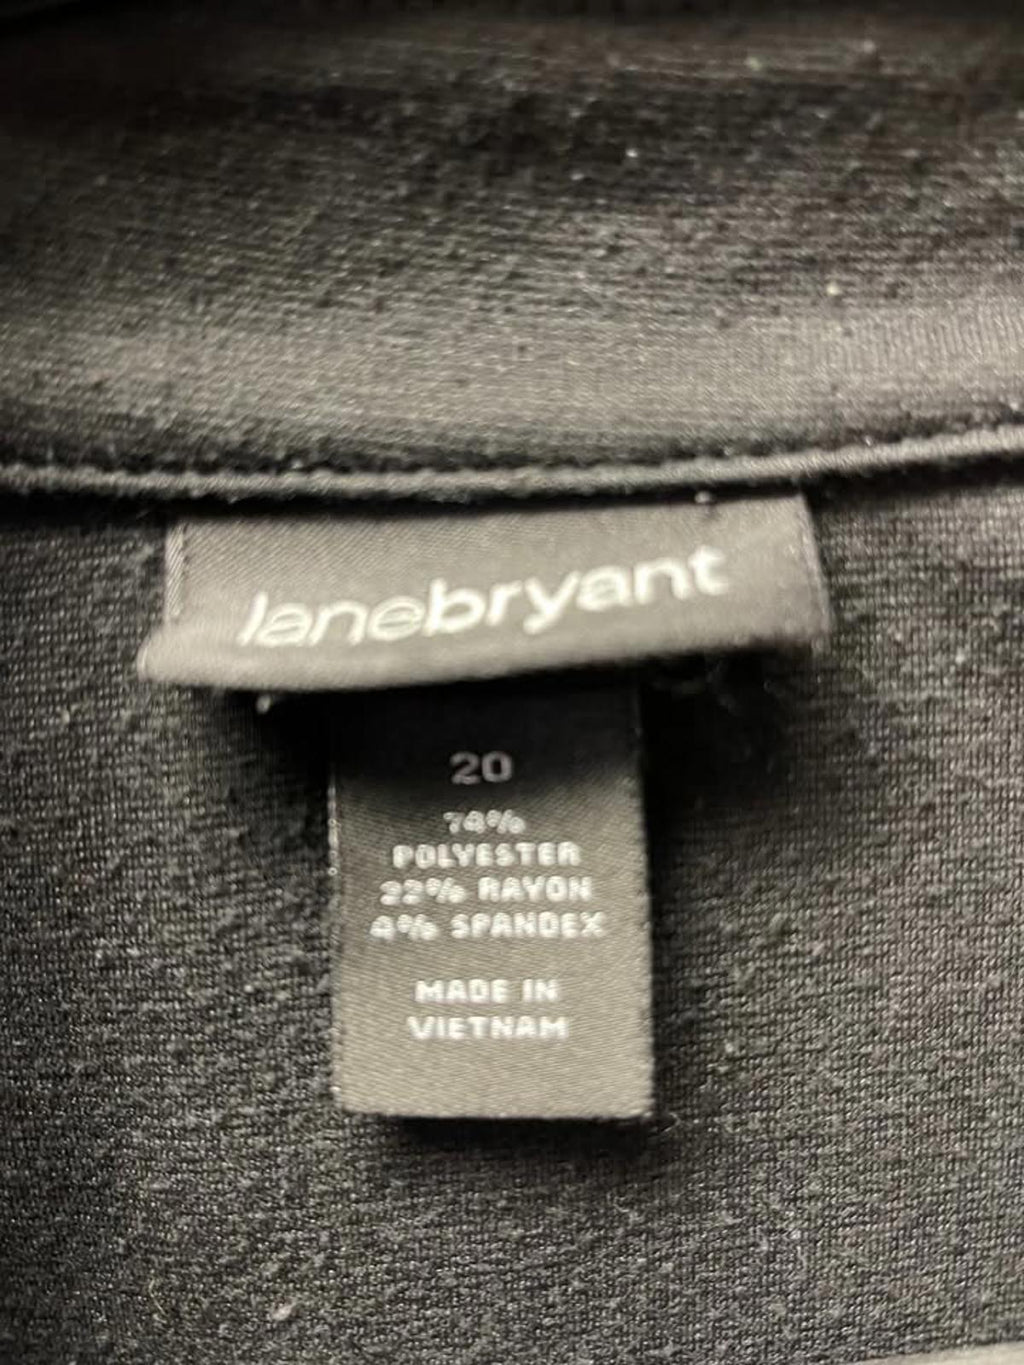 lanebryant
20
74%
POLYESTER
22% RAYON
4% SPANDEX
MADE IN
VIETNAM